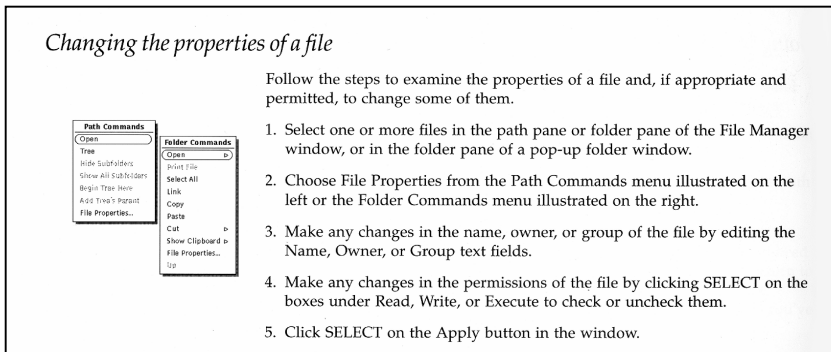 Changing the properties of a file
Follow the steps to examine the properties of a file and, if appropriate and
permitted, to change some of them.
Path Commands
Open
Tree
Hide Subfolders
Show All Subfolders
Begin Tree Here
Add Tree's Parent
File Properties...
Folder Commands
Open
Print File
Select All
Link
Copy
Paste
Cut
Show Clipboard
File Properties...
Up
1. Select one or more files in the path pane or folder pane of the File Manager
window, or in the folder pane of a pop-up folder window.
2. Choose File Properties from the Path Commands menu illustrated on the
left or the Folder Commands menu illustrated on the right.
3. Make any changes in the name, owner, or group of the file by editing the
Name, Owner, or Group text fields.
4. Make any changes in the permissions of the file by clicking SELECT on the
boxes under Read, Write, or Execute to check or uncheck them.
5. Click SELECT on the Apply button in the window.